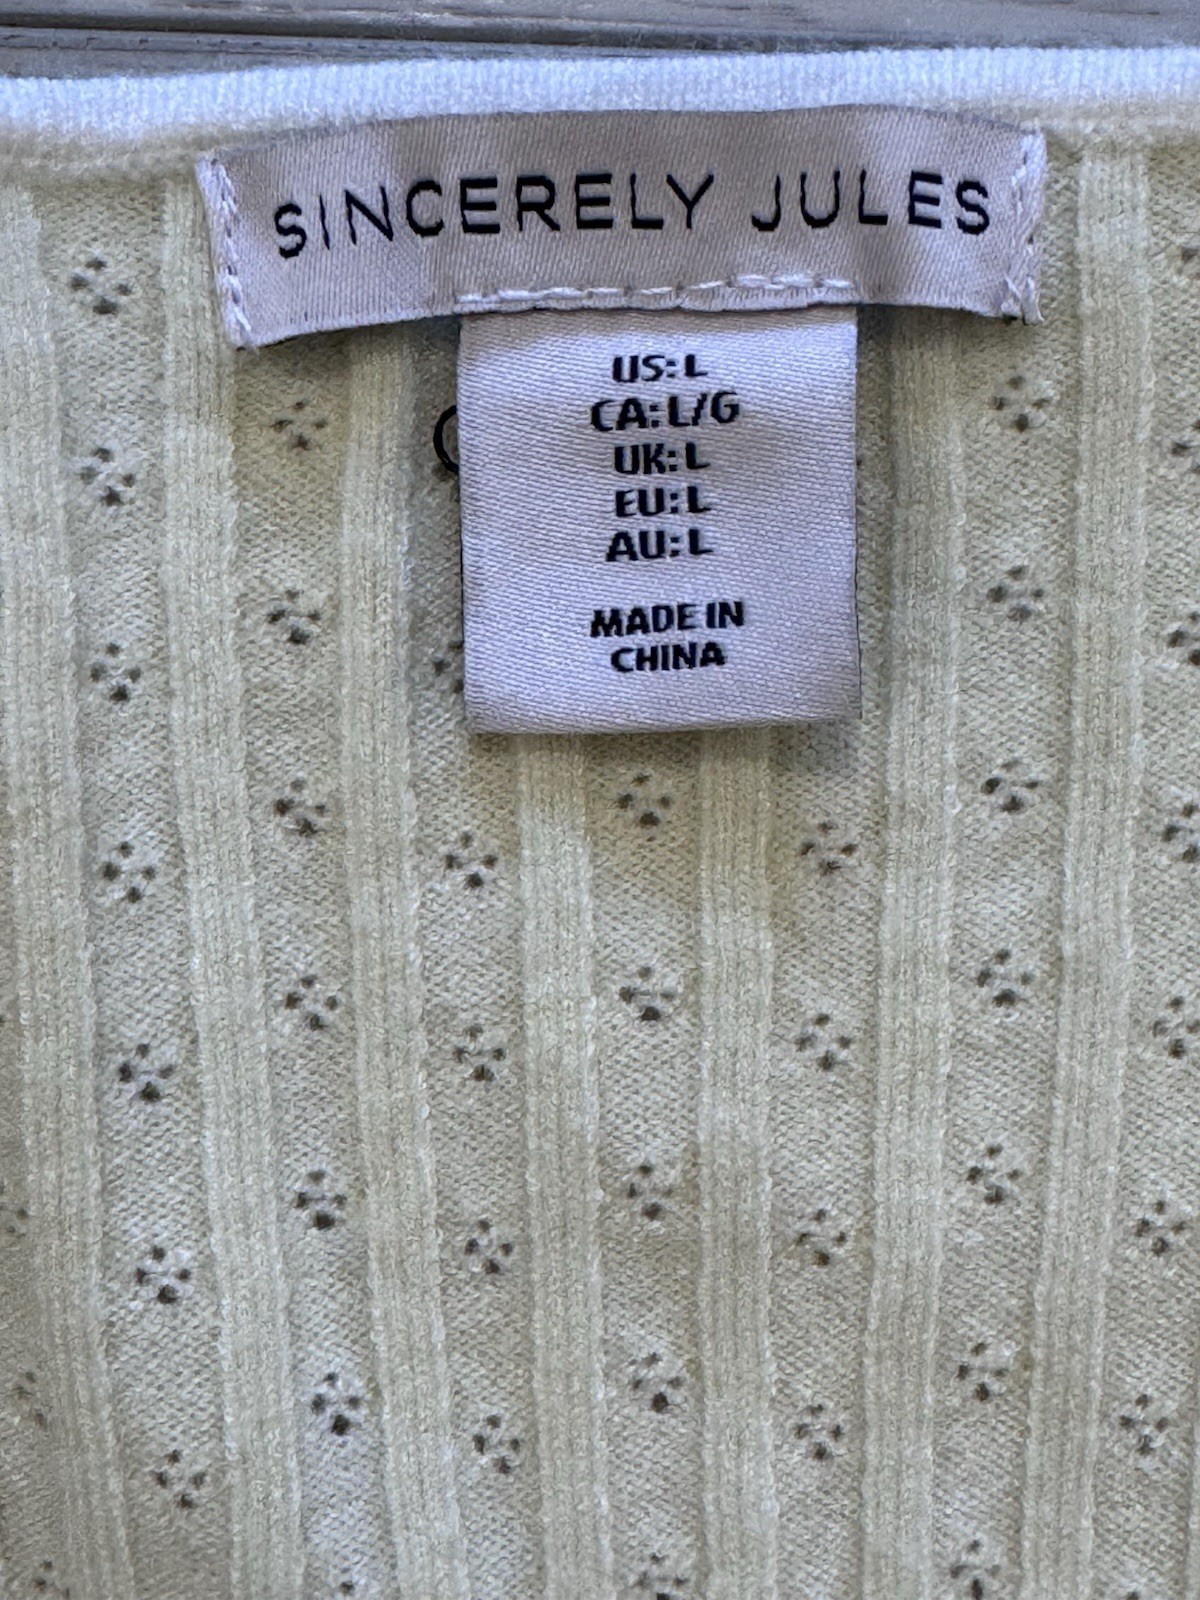 SINCERELY JULES
US: L
CA: L/G
UK: L
EU: L
AU: L
MADE IN
CHINA